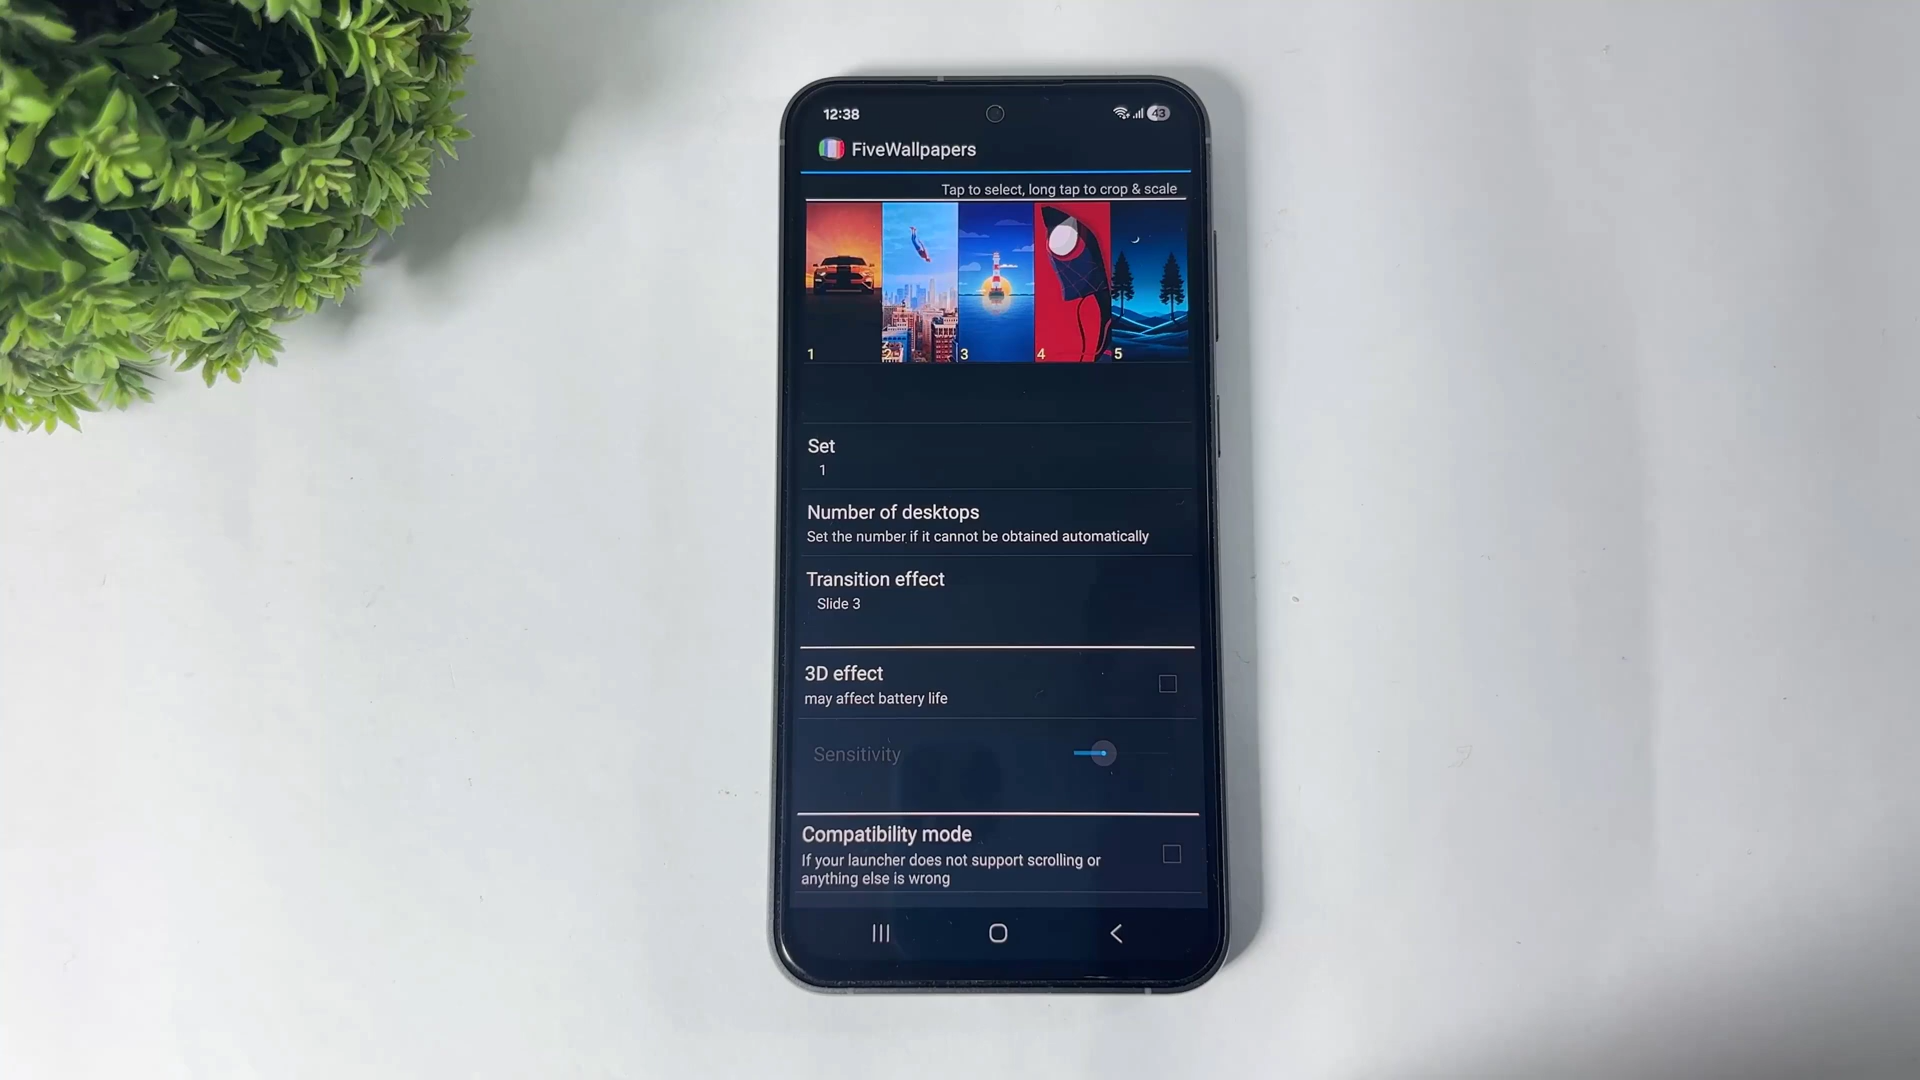 12:38
43
FiveWallpapers
Tap to select, long tap to crop & scale
1 2 3 4 5
Set
1
Number of desktops
Set the number if it cannot be obtained automatically
Transition effect
Slide 3
3D effect
may affect battery life
Sensitivity
Compatibility mode
If your launcher does not support scrolling or
anything else is wrong